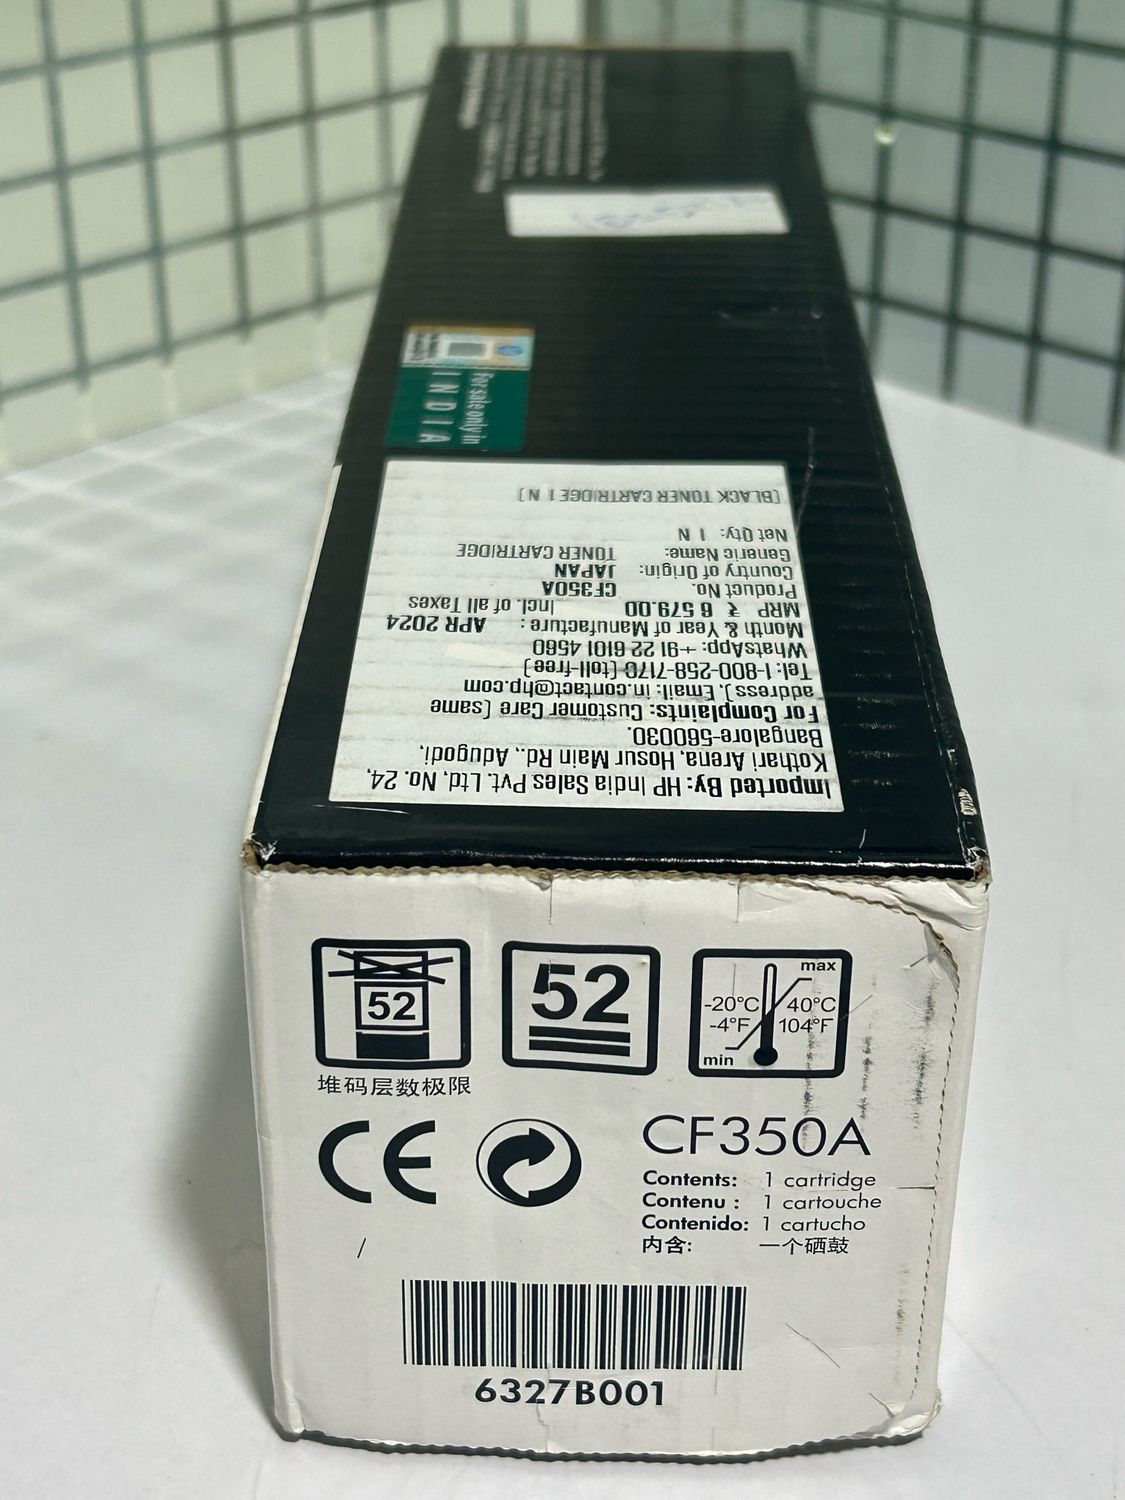 For sale only in
INDIA
Imported By: HP India Sales Pvt. Ltd, No. 24,
Kothari Arena, Hosur Main Rd., Adugodi,
Bangalore-560030.
For Complaints: Customer Care (same
address). Email: in.contact@hp.com
Tel:1-800-258-7170 (toll-free)
WhatsApp: +91 22 6101 4560
Month & Year of Manufacture : APR 2024
MRP ₹ 6 579.00 Incl. of all Taxes
Product No. CF350A
Country of Origin: JAPAN
Generic Name: TONER CARTRIDGE
Net Qty: 1 N
(BLACK TONER CARTRIDGE 1 N)
52
52
max
-20°C 40°C
-4°F 104°F
min
堆码层数极限
CE
CF350A
Contents: 1 cartridge
Contenu : 1 cartouche
Contenido: 1 cartucho
内含: 一个硒鼓
6327B001